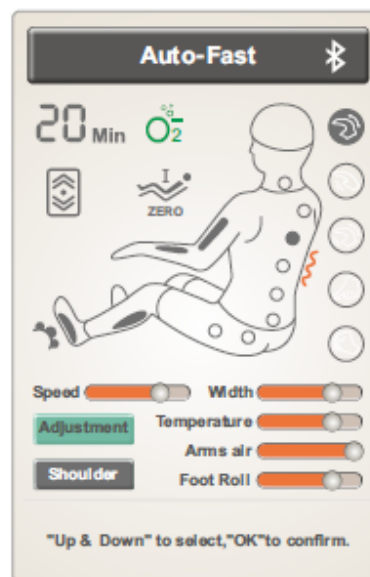 Auto-Fast
20 Min
O2
I
ZERO
Speed
Width
Adjustment
Temperature
Arms air
Shoulder
Foot Roll
"Up & Down" to select,"OK"to confirm.